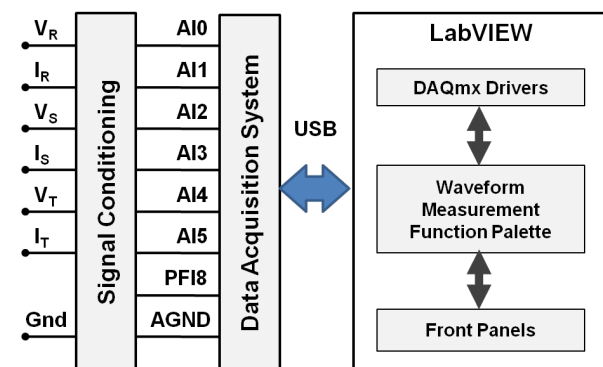 V_R
I_R
V_S
I_S
V_T
I_T
Gnd
Signal Conditioning
AI0
AI1
AI2
AI3
AI4
AI5
PFI8
AGND
Data Acquisition System
USB
LabVIEW
DAQmx Drivers
Waveform
Measurement
Function Palette
Front Panels